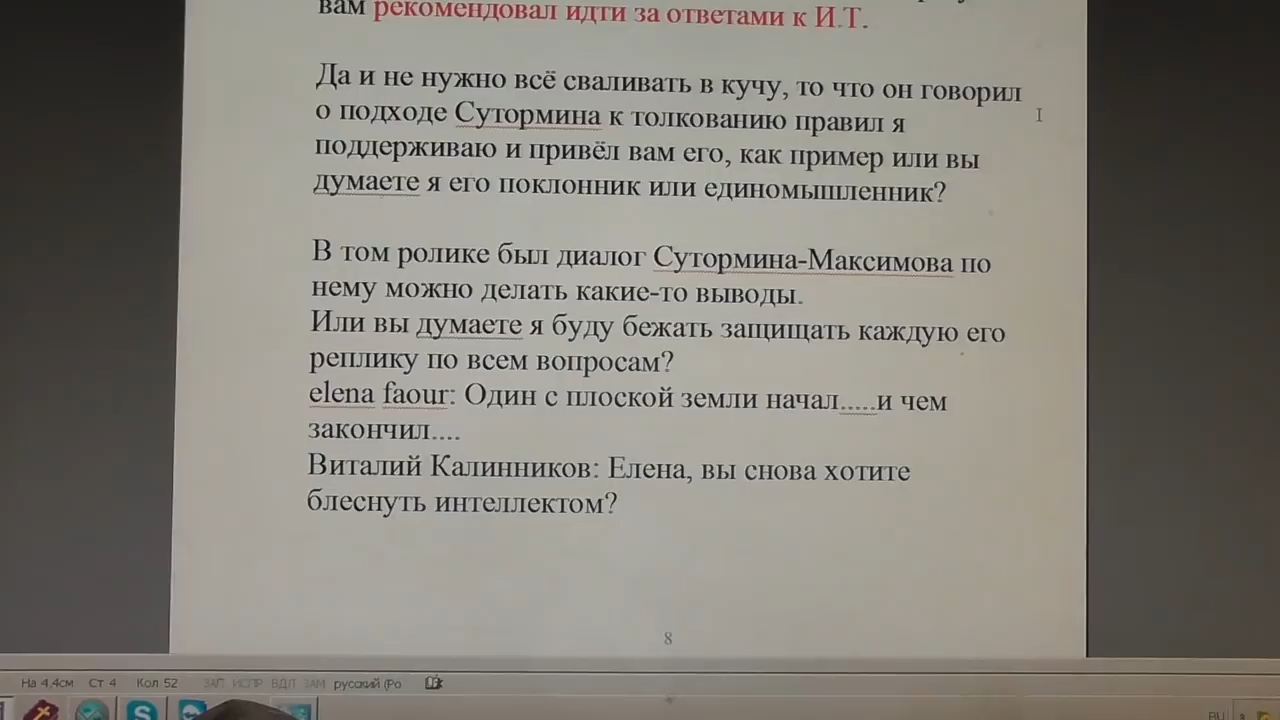 вам рекомендовал идти за ответами к И.Т.
Да и не нужно всё сваливать в кучу, то что он говорил
о подходе Сутормина к толкованию правил я
поддерживаю и привёл вам его, как пример или вы
думаете я его поклонник или единомышленник?
В том ролике был диалог Сутормина-Максимова по
нему можно делать какие-то выводы.
Или вы думаете я буду бежать защищать каждую его
реплику по всем вопросам?
elena faour: Один с плоской земли начал.....и чем
закончил....
Виталий Калинников: Елена, вы снова хотите
блеснуть интеллектом?
8
На 4,4см Ст 4 Кол 52 ЗАП ИСПР ВДЛ ЗАМ русский (Ро
RU